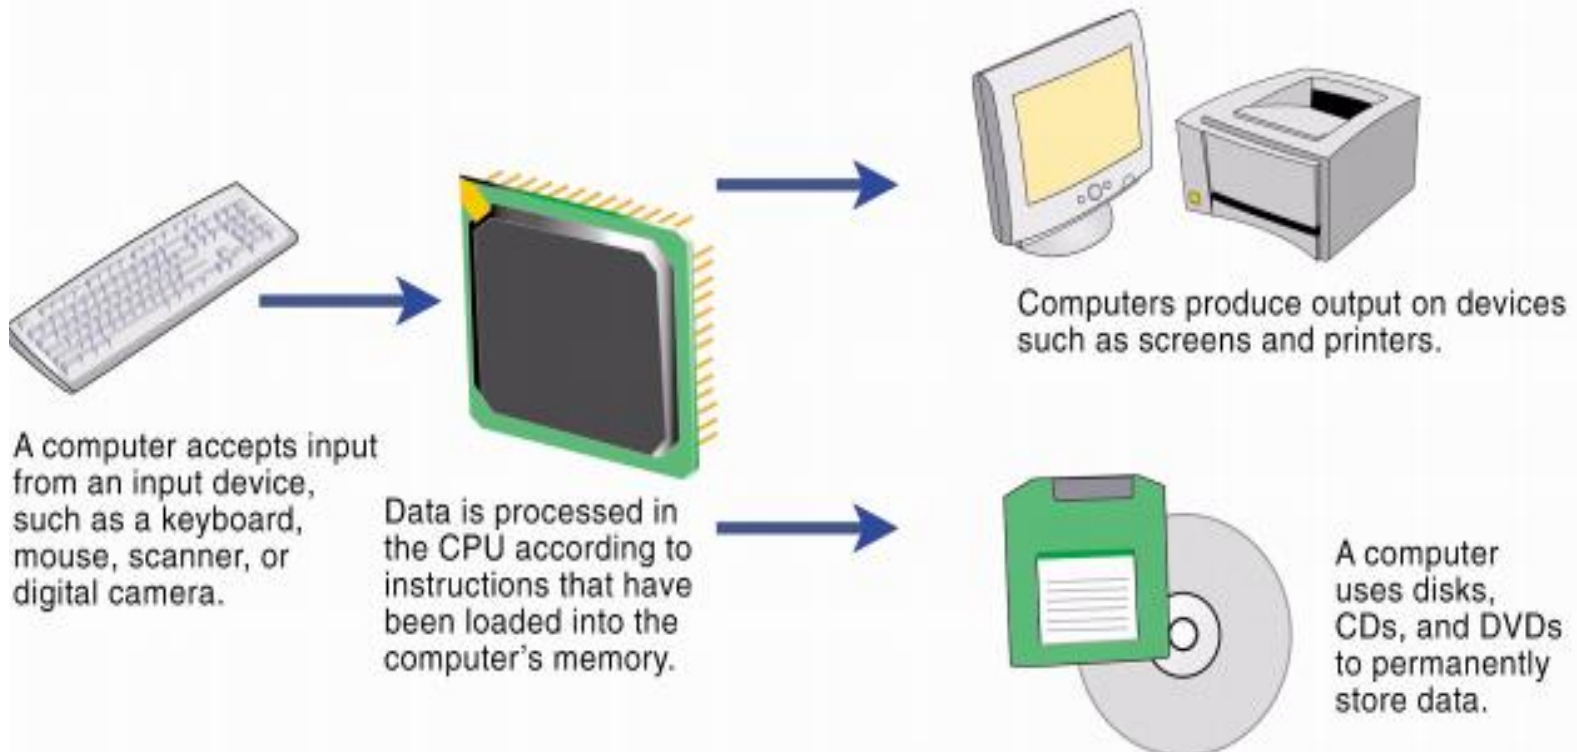 A computer accepts input
from an input device,
such as a keyboard,
mouse, scanner, or
digital camera.
Data is processed in
the CPU according to
instructions that have
been loaded into the
computer's memory.
Computers produce output on devices
such as screens and printers.
A computer
uses disks,
CDs, and DVDs
to permanently
store data.